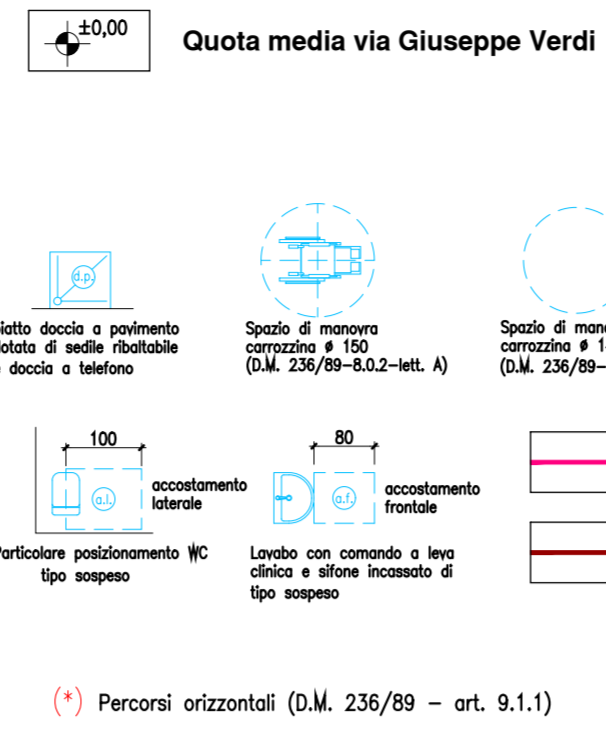 ±0,00
Quota media via Giuseppe Verdi
d.p.
piatto doccia a pavimento
dotata di sedile ribaltabile
e doccia a telefono
Spazio di manovra
carrozzina ø 150
(D.M. 236/89-8.0.2-lett. A)
Spazio di
carrozzina ø
(D.M. 236/89-
100
a.l.
accostamento
laterale
Particolare posizionamento WC
tipo sospeso
80
a.f.
accostamento
frontale
Lavabo con comando a leva
clinica e sifone incassato di
tipo sospeso
(*) Percorsi orizzontali (D.M. 236/89 - art. 9.1.1)